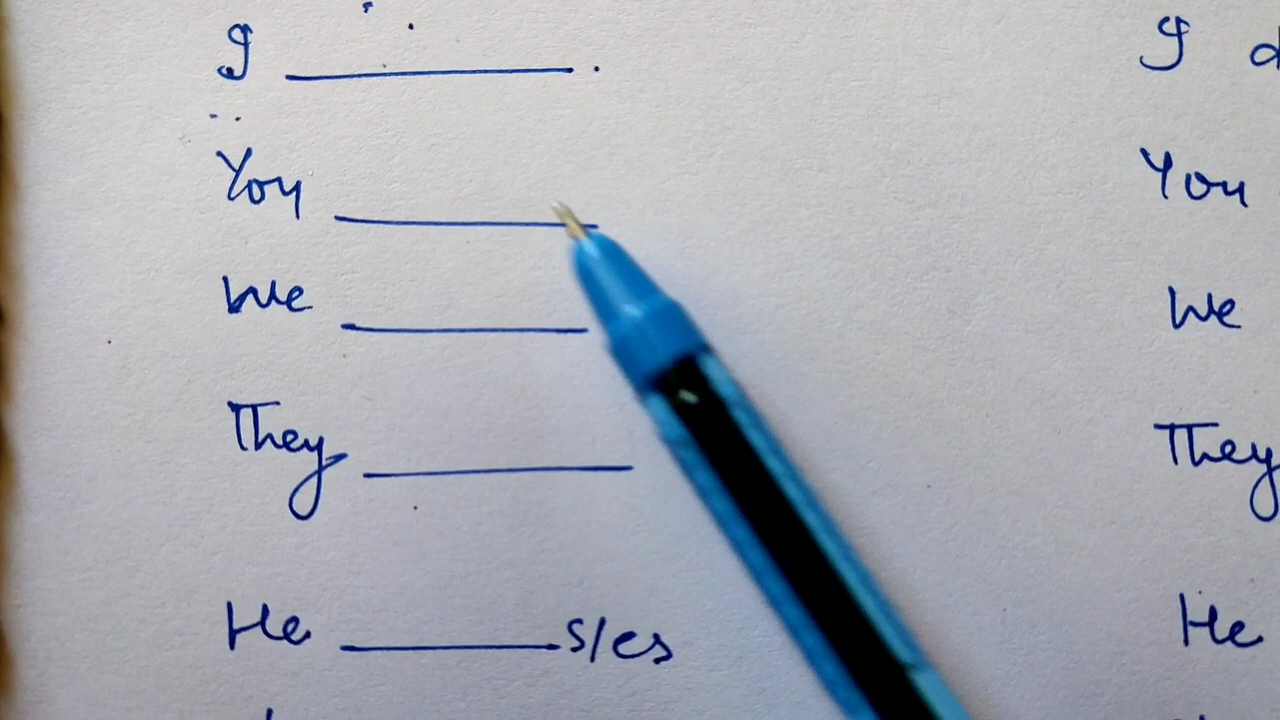 I ______. I
You ______ You
We ______ We
They ______ They
He ______ s/es He